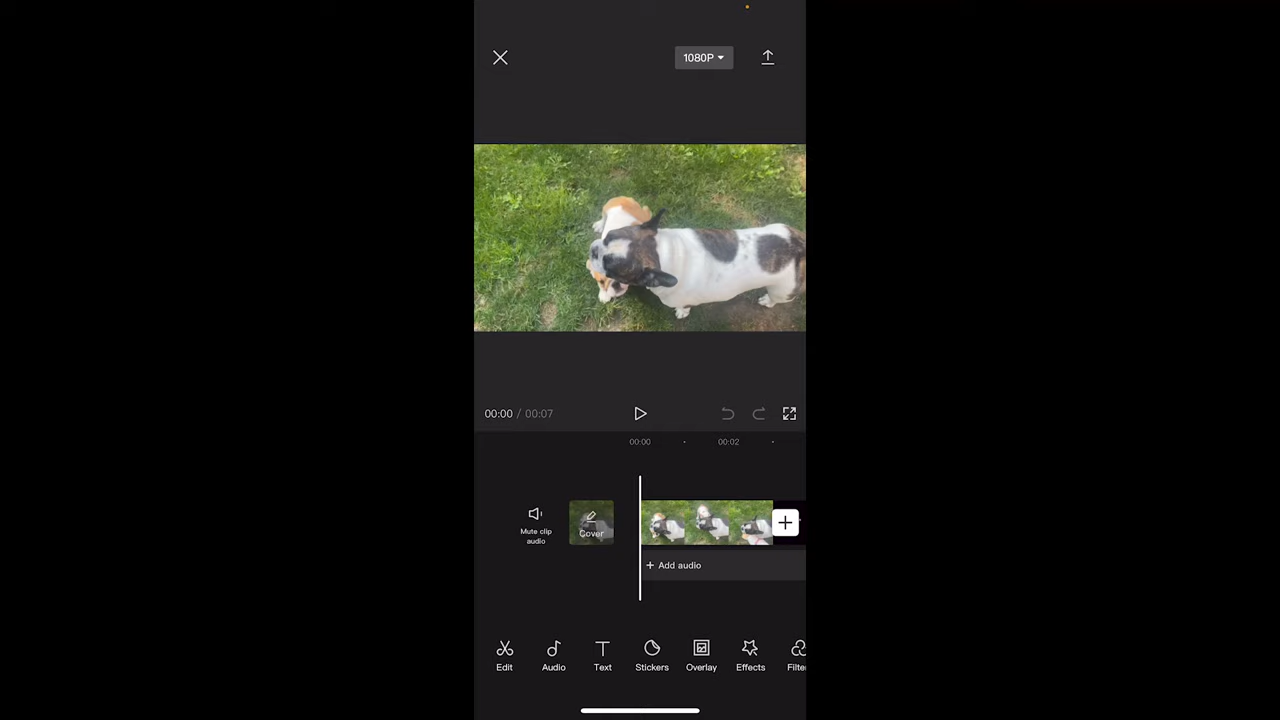 1080P
00:00 / 00:07
00:00
00:02
Mute clip
audio
Cover
Add audio
Edit
Audio
Text
Stickers
Overlay
Effects
Filte